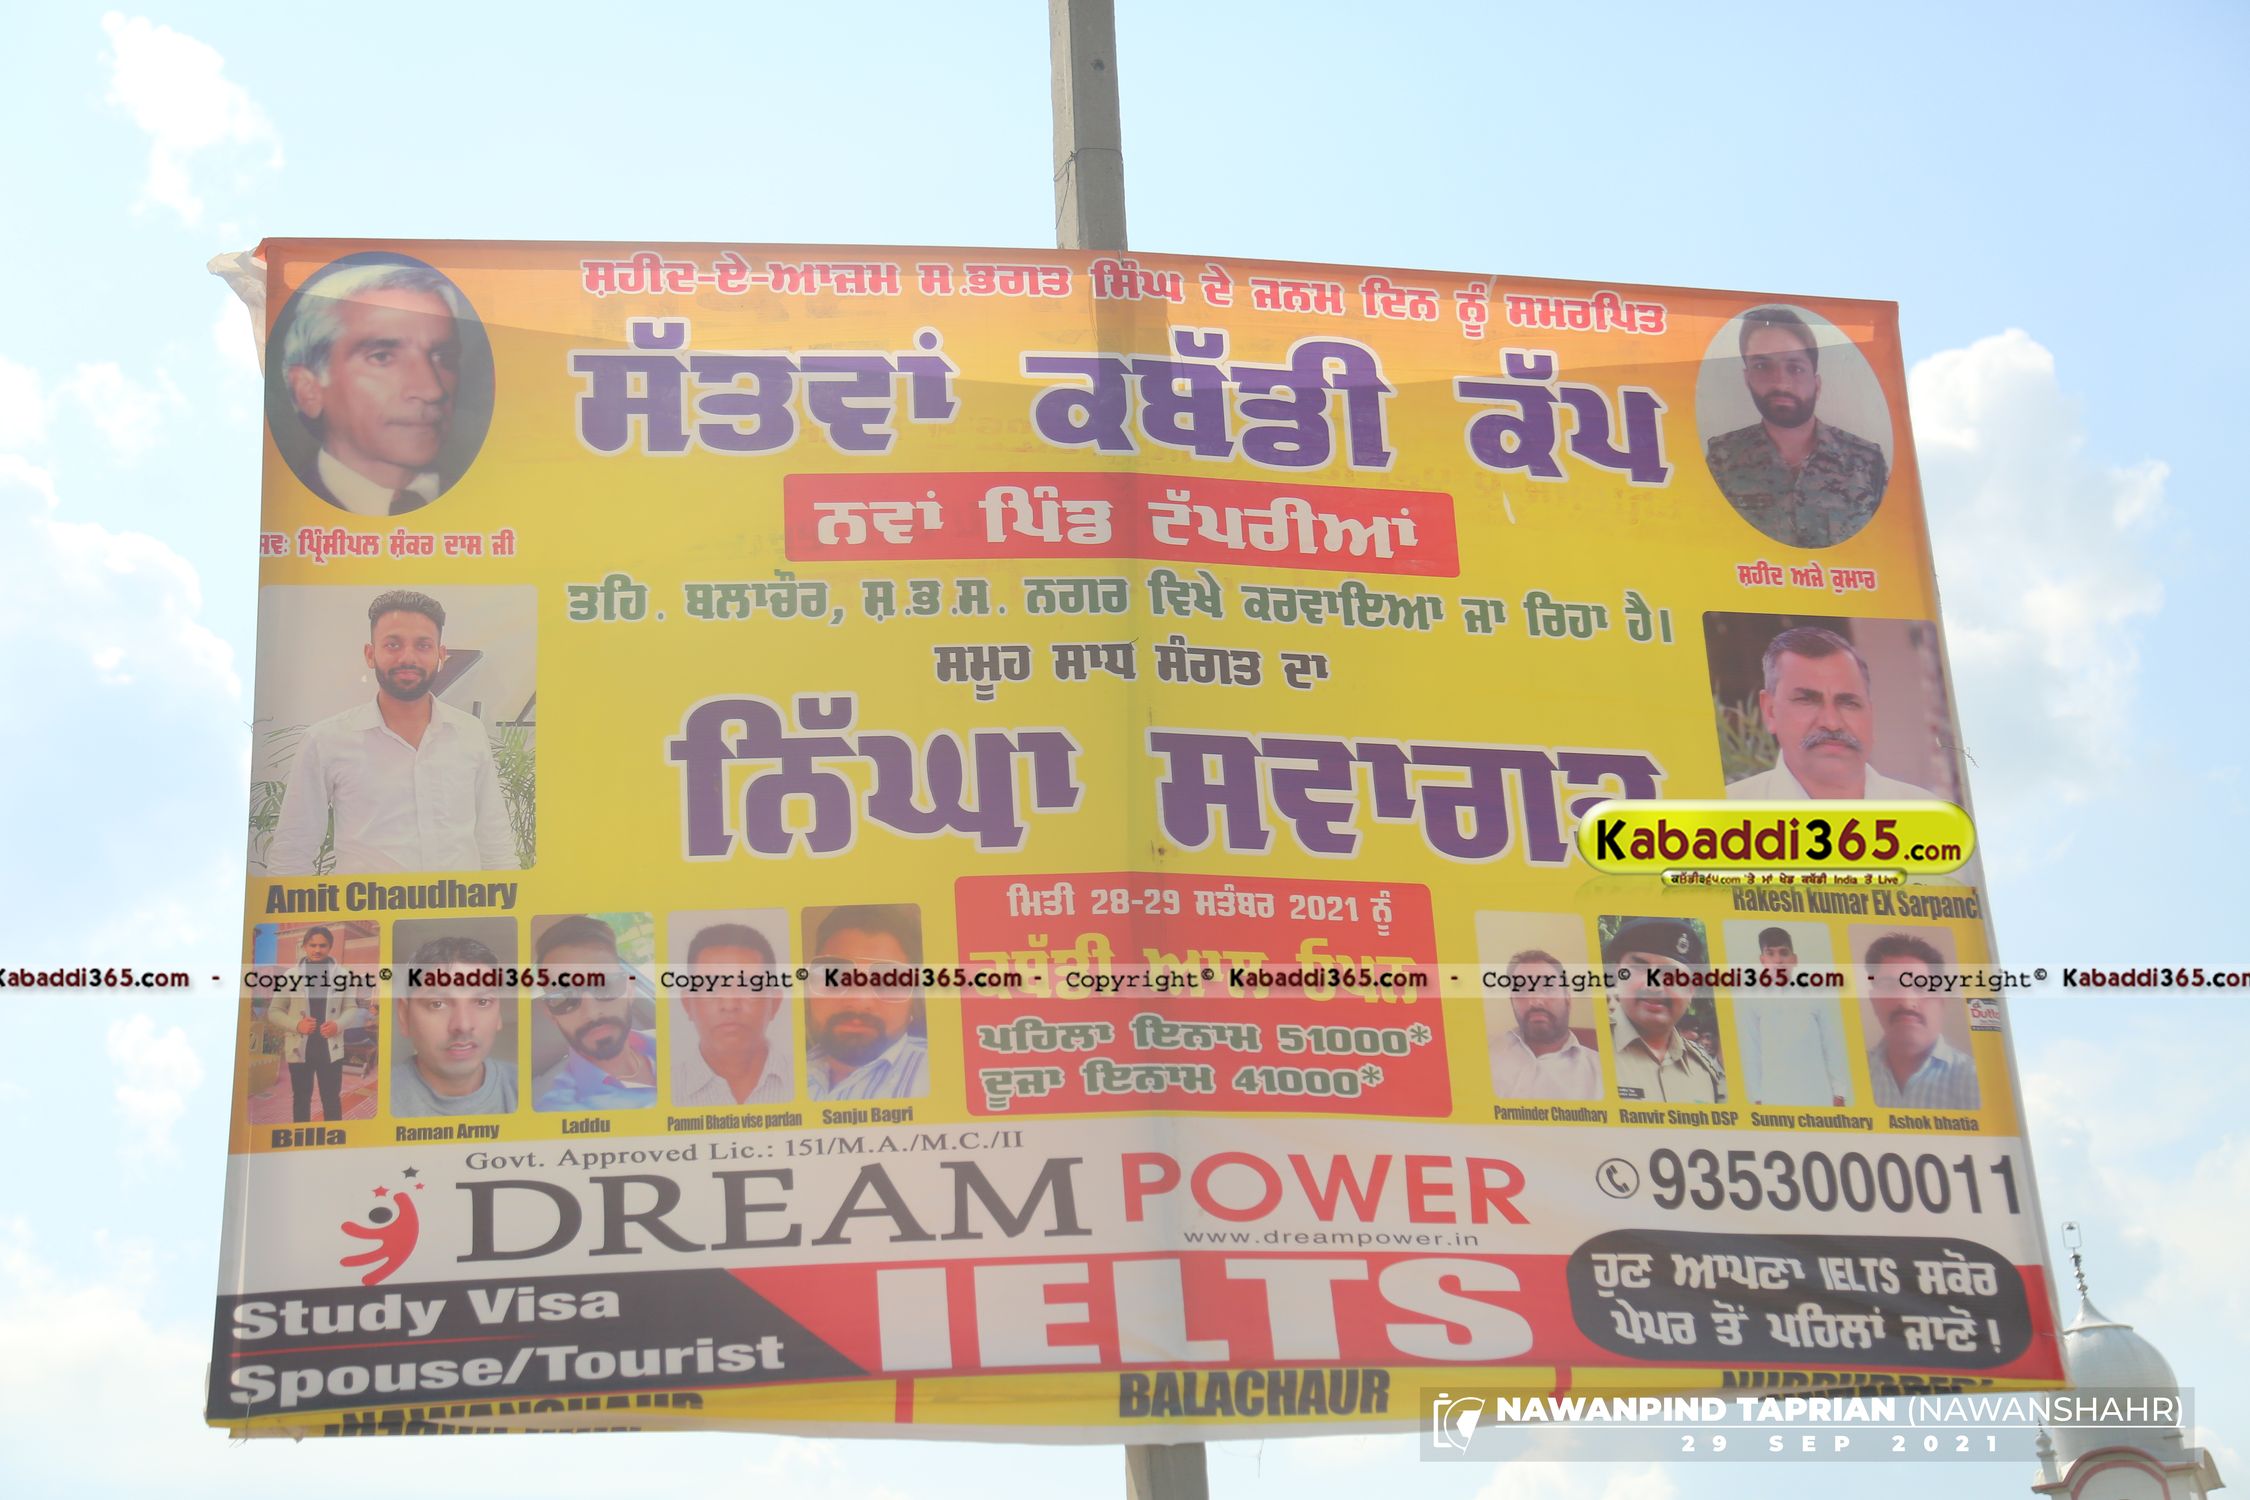 ਸ਼ਹੀਦ-ਏ-ਆਜ਼ਮ ਸ.ਭਗਤ ਸਿੰਘ ਦੇ ਜਨਮ ਦਿਨ ਨੂੰ ਸਮਰਪਿਤ
ਸੱਤਵਾਂ ਕਬੱਡੀ ਕੱਪ
ਨਵਾਂ ਪਿੰਡ ਟੱਪਰੀਆਂ
ਸਵ: ਪ੍ਰਿੰਸੀਪਲ ਸ਼ੰਕਰ ਦਾਸ ਜੀ
ਸ਼ਹੀਦ ਅਜੇ ਕੁਮਾਰ
ਤਹਿ. ਬਲਾਚੌਰ, ਸ਼.ਭ.ਸ. ਨਗਰ ਵਿਖੇ ਕਰਵਾਇਆ ਜਾ ਰਿਹਾ ਹੈ।
ਸਮੂਹ ਸਾਧ ਸੰਗਤ ਦਾ
ਨਿੱਘਾ ਸਵਾਗਤ
Kabaddi365.com
Amit Chaudhary
Rakesh kumar EX Sarpanch
ਮਿਤੀ 28-29 ਸਤੰਬਰ 2021 ਨੂੰ
ਕਬੱਡੀ ਆਲ ਓਪਨ
Kabaddi365.com - Copyright© Kabaddi365.com - Copyright© Kabaddi365.com - Copyright© Kabaddi365.com - Copyright© Kabaddi365.com - Copyright© Kabaddi365.com
ਪਹਿਲਾ ਇਨਾਮ 51000*
ਦੂਜਾ ਇਨਾਮ 41000*
Billa
Raman Army
Laddu
Pammi Bhatia vise pardan
Sanju Bagri
Parminder Chaudhary
Ranvir Singh DSP
Sunny chaudhary
Ashok bhatia
Govt. Approved Lic.: 151/M.A./M.C./II
DREAM POWER
9353000011
www.dreampower.in
Study Visa
Spouse/Tourist
IELTS
ਹੁਣ ਆਪਣਾ IELTS ਸਕੋਰ
ਪੇਪਰ ਤੋਂ ਪਹਿਲਾਂ ਜਾਣੋ!
NAWANSHAHR
BALACHAUR
NAWANPIND TAPRIAN (NAWANSHAHR)
29 SEP 2021